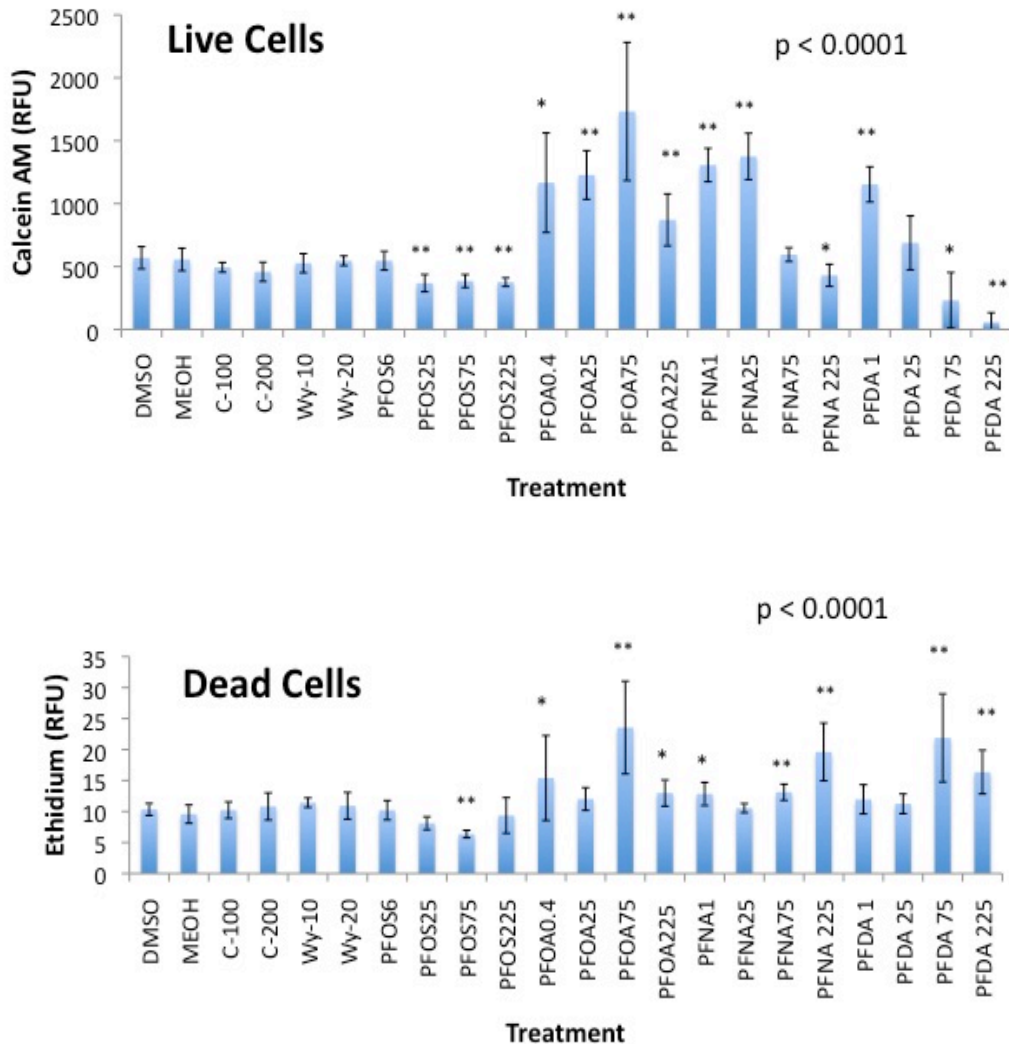 Live Cells
p < 0.0001
Calcein AM (RFU)
2500
2000
1500
1000
500
0
** ** ** * ** ** ** ** ** * ** * **
DMSO
MEOH
C-100
C-200
Wy-10
Wy-20
PFOS6
PFOS25
PFOS75
PFOS225
PFOA0.4
PFOA25
PFOA75
PFOA225
PFNA1
PFNA25
PFNA75
PFNA 225
PFDA 1
PFDA 25
PFDA 75
PFDA 225
Treatment
p < 0.0001
Dead Cells
Ethidium (RFU)
35
30
25
20
15
10
5
0
** * ** * * ** ** ** **
DMSO
MEOH
C-100
C-200
Wy-10
Wy-20
PFOS6
PFOS25
PFOS75
PFOS225
PFOA0.4
PFOA25
PFOA75
PFOA225
PFNA1
PFNA25
PFNA75
PFNA 225
PFDA 1
PFDA 25
PFDA 75
PFDA 225
Treatment